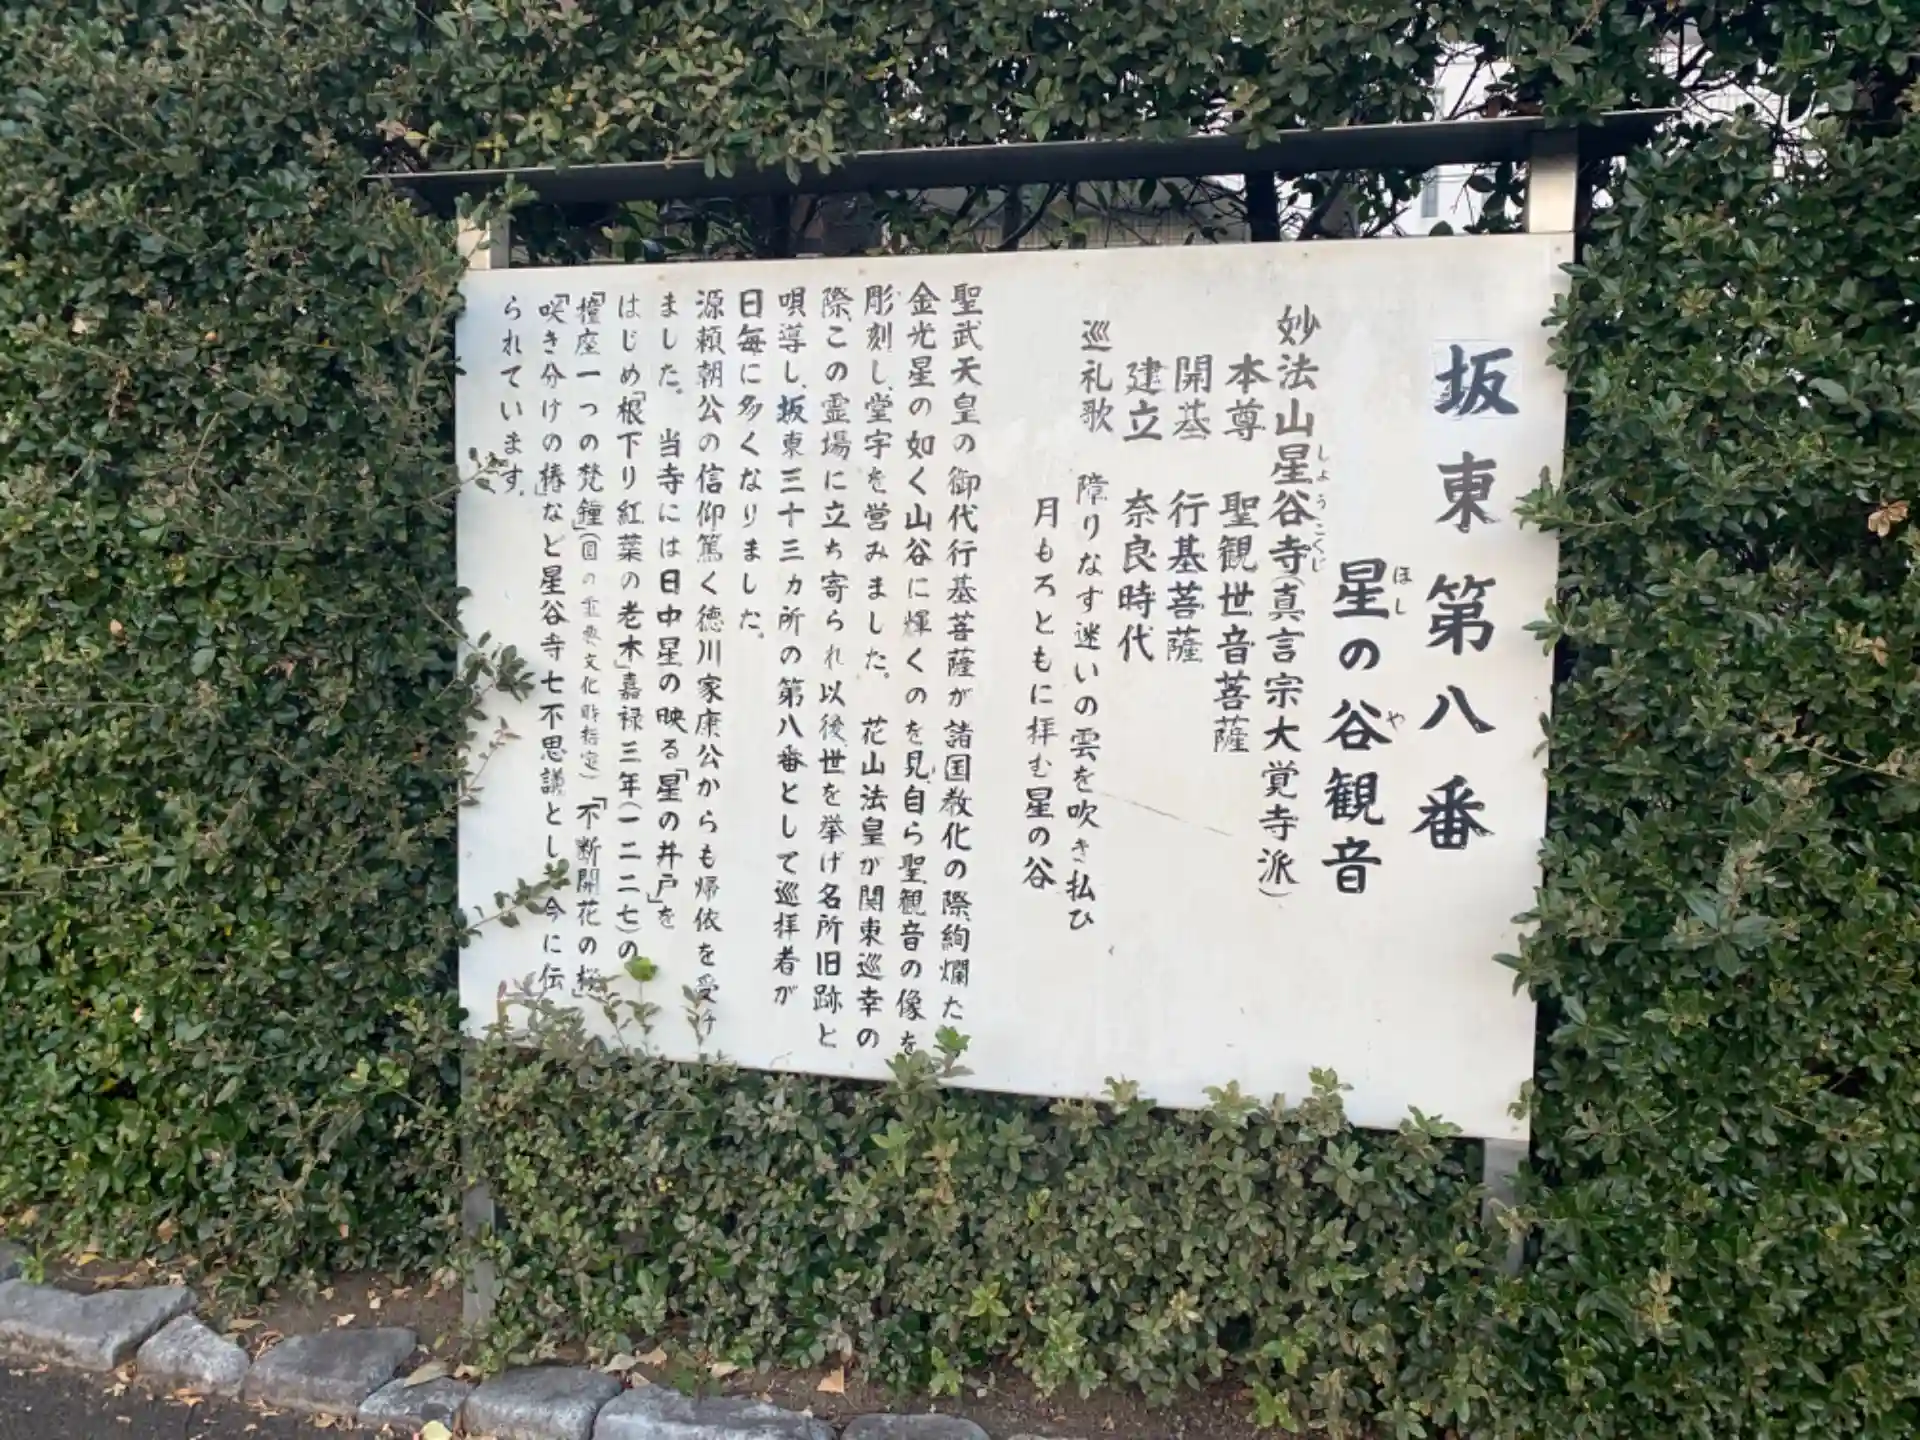 坂東第八番
星の谷観音
ほし や
妙法山星谷寺(真言宗大覚寺派)
しょうこくじ
本尊 聖観世音菩薩
開基 行基菩薩
建立 奈良時代
巡礼歌 障りなす迷いの雲を吹き払ひ
月もろともに拝む星の谷
聖武天皇の御代行基菩薩が諸国教化の際、絢爛た
金光星の如く山谷に輝くのを見、自ら聖観音の像を
彫刻し、堂宇を営みました。 花山法皇が関東巡幸の
際この霊場に立ち寄られ以後、世を挙げ名所旧跡と
唄導し、坂東三十三ヵ所の第八番として巡拝者が
日毎に多くなりました。
源頼朝公の信仰篤く徳川家康公からも帰依を受け
ました。 当寺には日中星の映る「星の井戸」を
はじめ「根下り紅葉の老木」嘉禄三年(一二二七)の
「撞座一つの梵鐘」(国の重要文化財指定)「不断開花の桜」
「咲き分けの椿」など星谷寺七不思議とし、今に伝
られています。